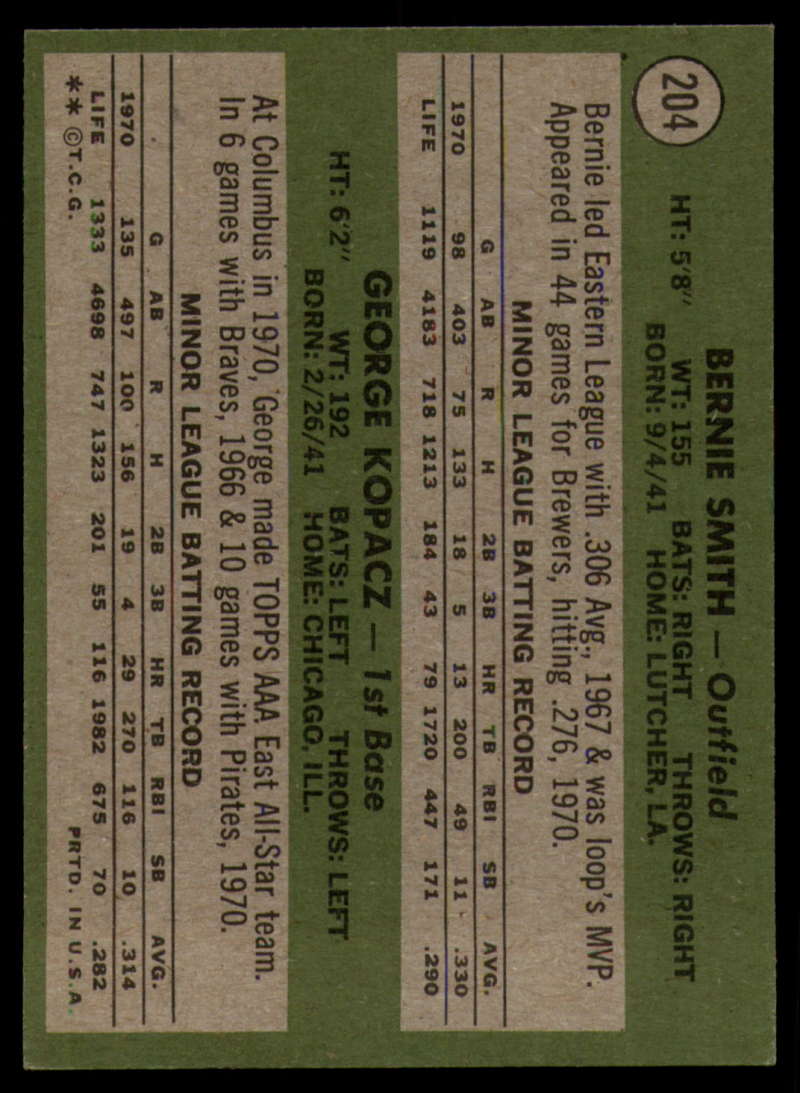 204
BERNIE SMITH — Outfield
HT: 5'8" WT: 155 BATS: RIGHT THROWS: RIGHT
BORN: 9/4/41 HOME: LUTCHER, LA.
Bernie led Eastern League with .306 Avg., 1967 & was loop's MVP.
Appeared in 44 games for Brewers, hitting .276, 1970.
MINOR LEAGUE BATTING RECORD
G AB R H 2B 3B HR TB RBI SB AVG.
1970 98 403 75 133 18 5 13 200 49 11 .330
LIFE 1119 4183 718 1213 184 43 79 1720 447 171 .290
GEORGE KOPACZ — 1st Base
HT: 6'2" WT: 192 BATS: LEFT THROWS: LEFT
BORN: 2/26/41 HOME: CHICAGO, ILL.
At Columbus in 1970, George made TOPPS AAA East All-Star team.
In 6 games with Braves, 1966 & 10 games with Pirates, 1970.
MINOR LEAGUE BATTING RECORD
G AB R H 2B 3B HR TB RBI SB AVG.
1970 135 497 100 156 19 4 29 270 116 10 .314
LIFE 1333 4698 747 1323 201 55 116 1982 675 70 .282
** ©T.C.G. PRTD. IN U.S.A.